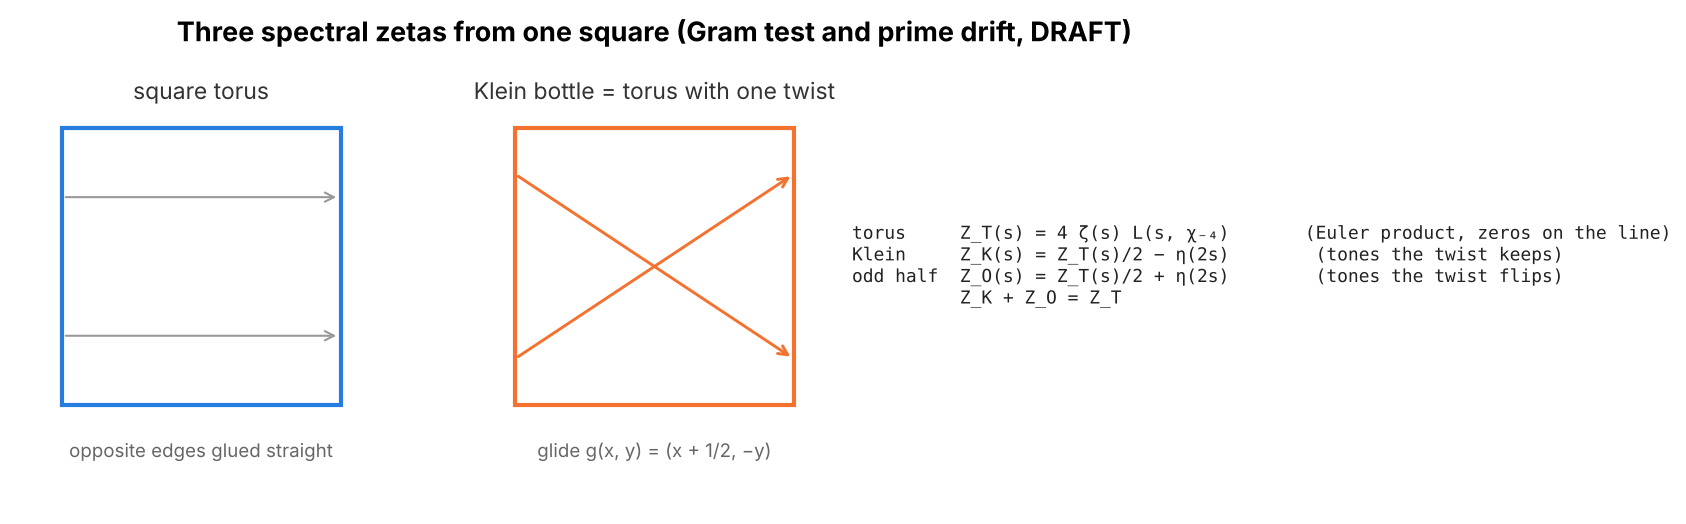 Three spectral zetas from one square (Gram test and prime drift, DRAFT)
square torus
Klein bottle = torus with one twist
torus     Z_T(s) = 4 ζ(s) L(s, χ₋₄)       (Euler product, zeros on the line)
Klein     Z_K(s) = Z_T(s)/2 − η(2s)        (tones the twist keeps)
odd half  Z_O(s) = Z_T(s)/2 + η(2s)        (tones the twist flips)
Z_K + Z_O = Z_T
opposite edges glued straight
glide g(x, y) = (x + 1/2, −y)